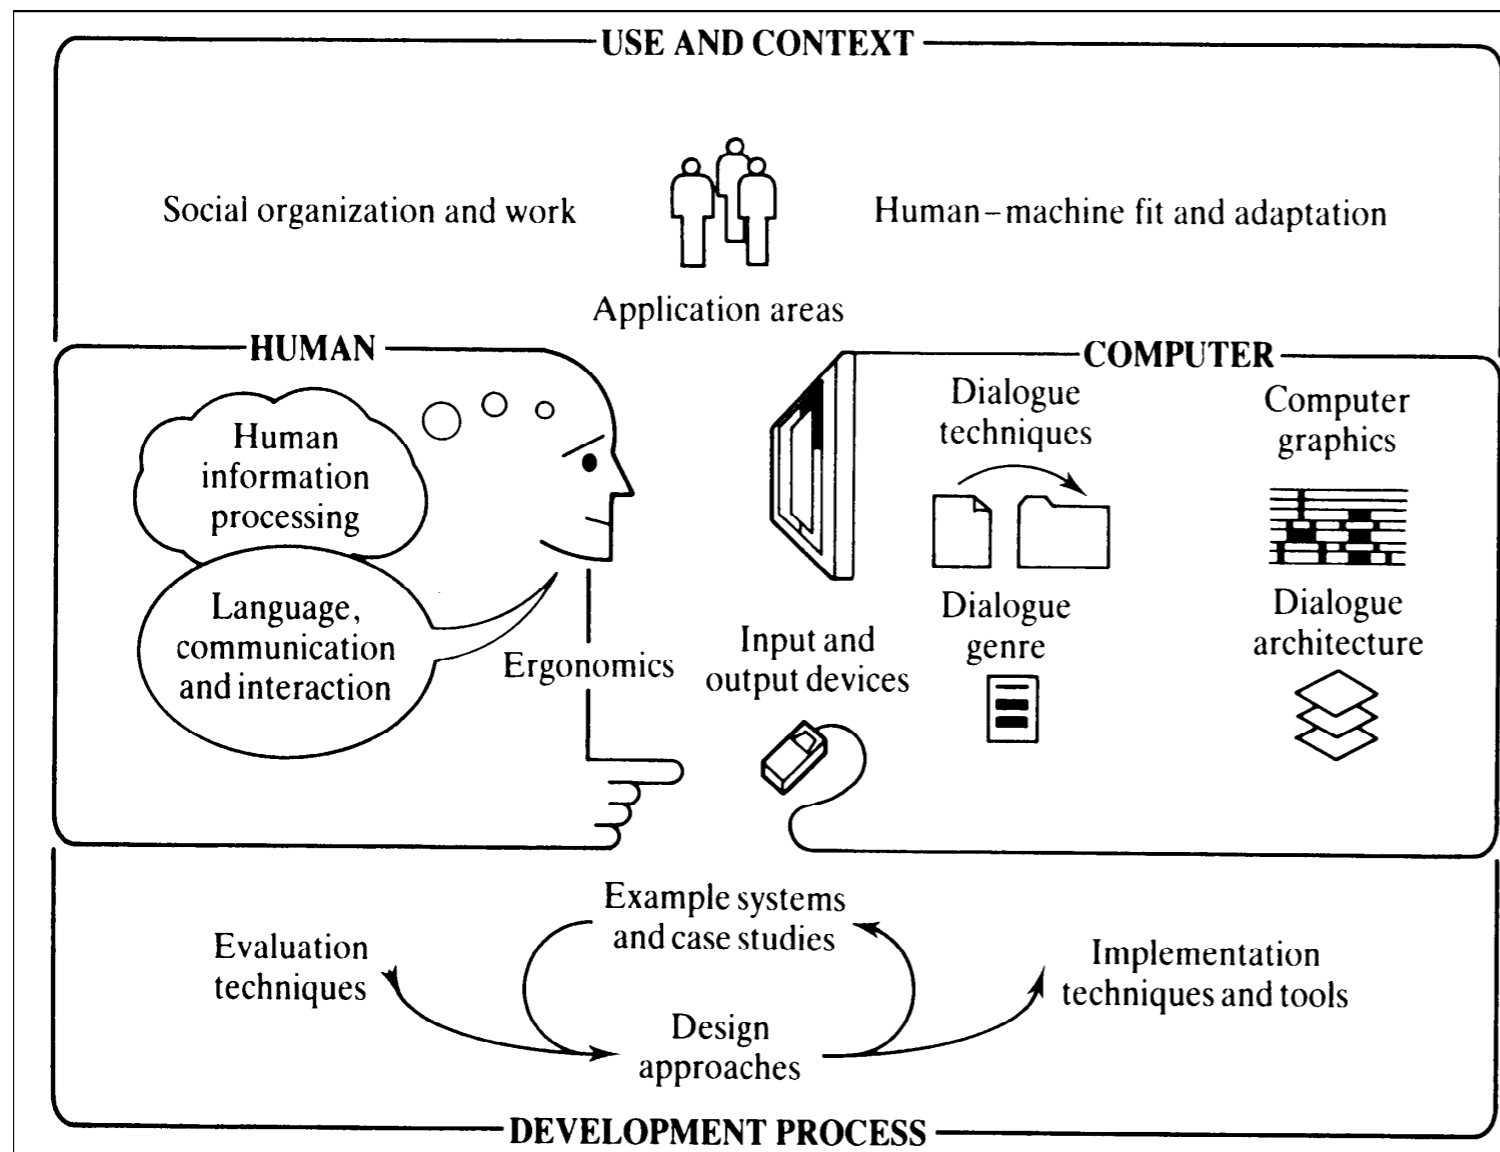 USE AND CONTEXT
Social organization and work
Human–machine fit and adaptation
Application areas
HUMAN
Human
information
processing
Language,
communication
and interaction
Ergonomics
Input and
output devices
COMPUTER
Dialogue
techniques
Computer
graphics
Dialogue
genre
Dialogue
architecture
Example systems
and case studies
Evaluation
techniques
Implementation
techniques and tools
Design
approaches
DEVELOPMENT PROCESS